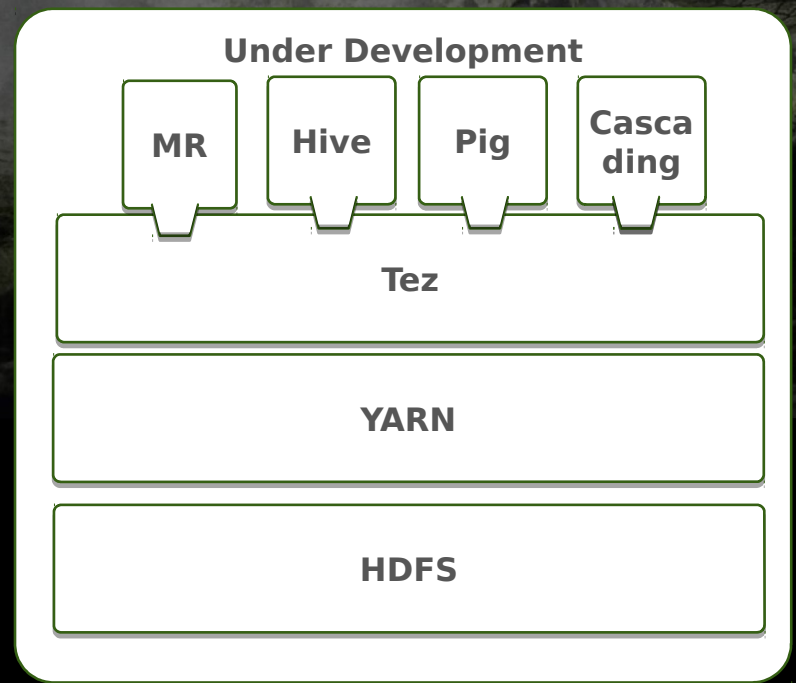 Under Development
MR
Hive
Pig
Casca
ding
Tez
YARN
HDFS